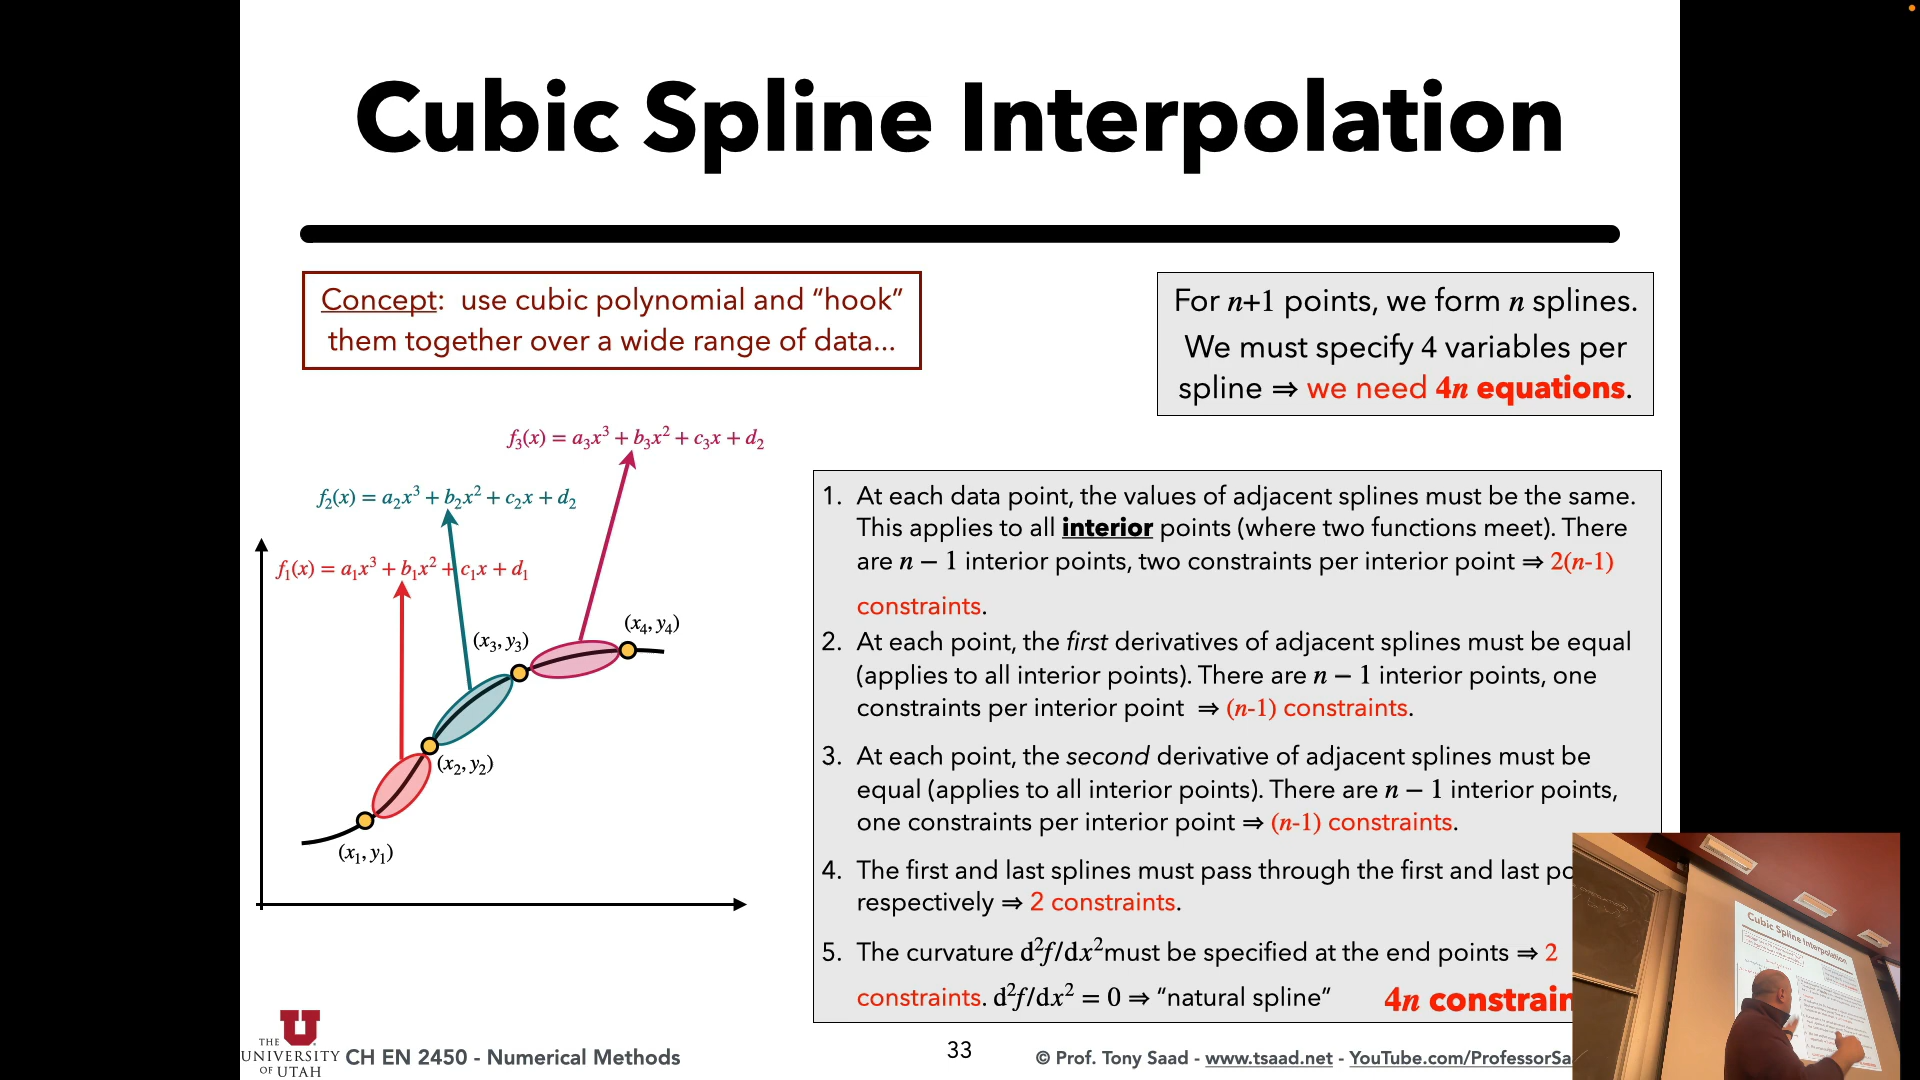 Cubic Spline Interpolation
Concept: use cubic polynomial and “hook”
them together over a wide range of data...
For n+1 points, we form n splines.
We must specify 4 variables per
spline ⇒ we need 4n equations.
f₃(x) = a₃x³ + b₃x² + c₃x + d₂
f₂(x) = a₂x³ + b₂x² + c₂x + d₂
f₁(x) = a₁x³ + b₁x² + c₁x + d₁
(x₄, y₄)
(x₃, y₃)
(x₂, y₂)
(x₁, y₁)
1. At each data point, the values of adjacent splines must be the same.
This applies to all interior points (where two functions meet). There
are n − 1 interior points, two constraints per interior point ⇒ 2(n-1)
constraints.
2. At each point, the first derivatives of adjacent splines must be equal
(applies to all interior points). There are n − 1 interior points, one
constraints per interior point ⇒ (n-1) constraints.
3. At each point, the second derivative of adjacent splines must be
equal (applies to all interior points). There are n − 1 interior points,
one constraints per interior point ⇒ (n-1) constraints.
4. The first and last splines must pass through the first and last po
respectively ⇒ 2 constraints.
5. The curvature d²f/dx²must be specified at the end points ⇒ 2
constraints. d²f/dx² = 0 ⇒ “natural spline”
4n constrain
Cubic Spline Interpolation
THE
UNIVERSITY
OF UTAH
CH EN 2450 - Numerical Methods
33
© Prof. Tony Saad - www.tsaad.net - YouTube.com/ProfessorSa